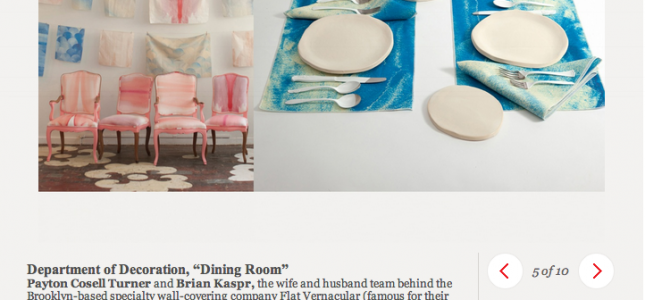 Department of Decoration, “Dining Room”
Payton Cosell Turner and Brian Kaspr, the wife and husband team behind the
Brooklyn-based specialty wall-covering company Flat Vernacular (famous for their
5 of 10